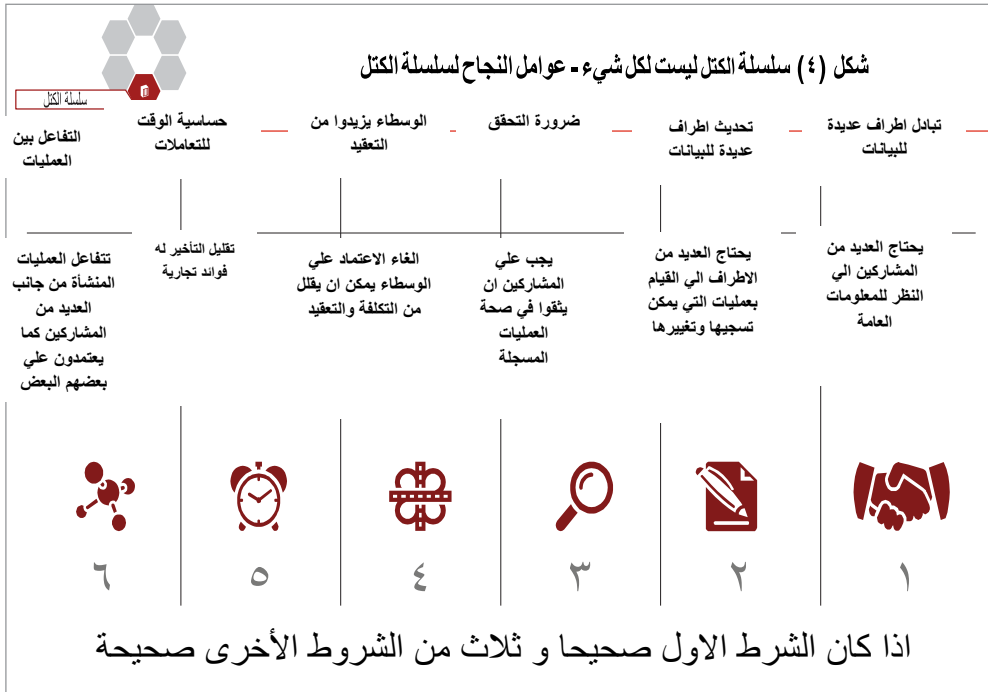 شكل (٤) سلسلة الكتل ليست لكل شيء - عوامل النجاح لسلسلة الكتل
سلسلة الكتل
تبادل اطراف عديدة
للبيانات
تحديث اطراف
عديدة للبيانات
ضرورة التحقق
الوسطاء يزيدوا من
التعقيد
حساسية الوقت
للتعاملات
التفاعل بين
العمليات
يحتاج العديد من
المشاركين الي
النظر للمعلومات
العامة
يحتاج العديد من
الاطراف الي القيام
بعمليات التي يمكن
تسجيها وتغييرها
يجب علي
المشاركين ان
يثقوا في صحة
العمليات
المسجلة
الغاء الاعتماد علي
الوسطاء يمكن ان يقلل
من التكلفة والتعقيد
تقليل التأخير له
فوائد تجارية
تتفاعل العمليات
المنشأة من جانب
العديد من
المشاركين كما
يعتمدون علي
بعضهم البعض
١
٢
٣
٤
٥
٦
اذا كان الشرط الاول صحيحا و ثلاث من الشروط الأخرى صحيحة